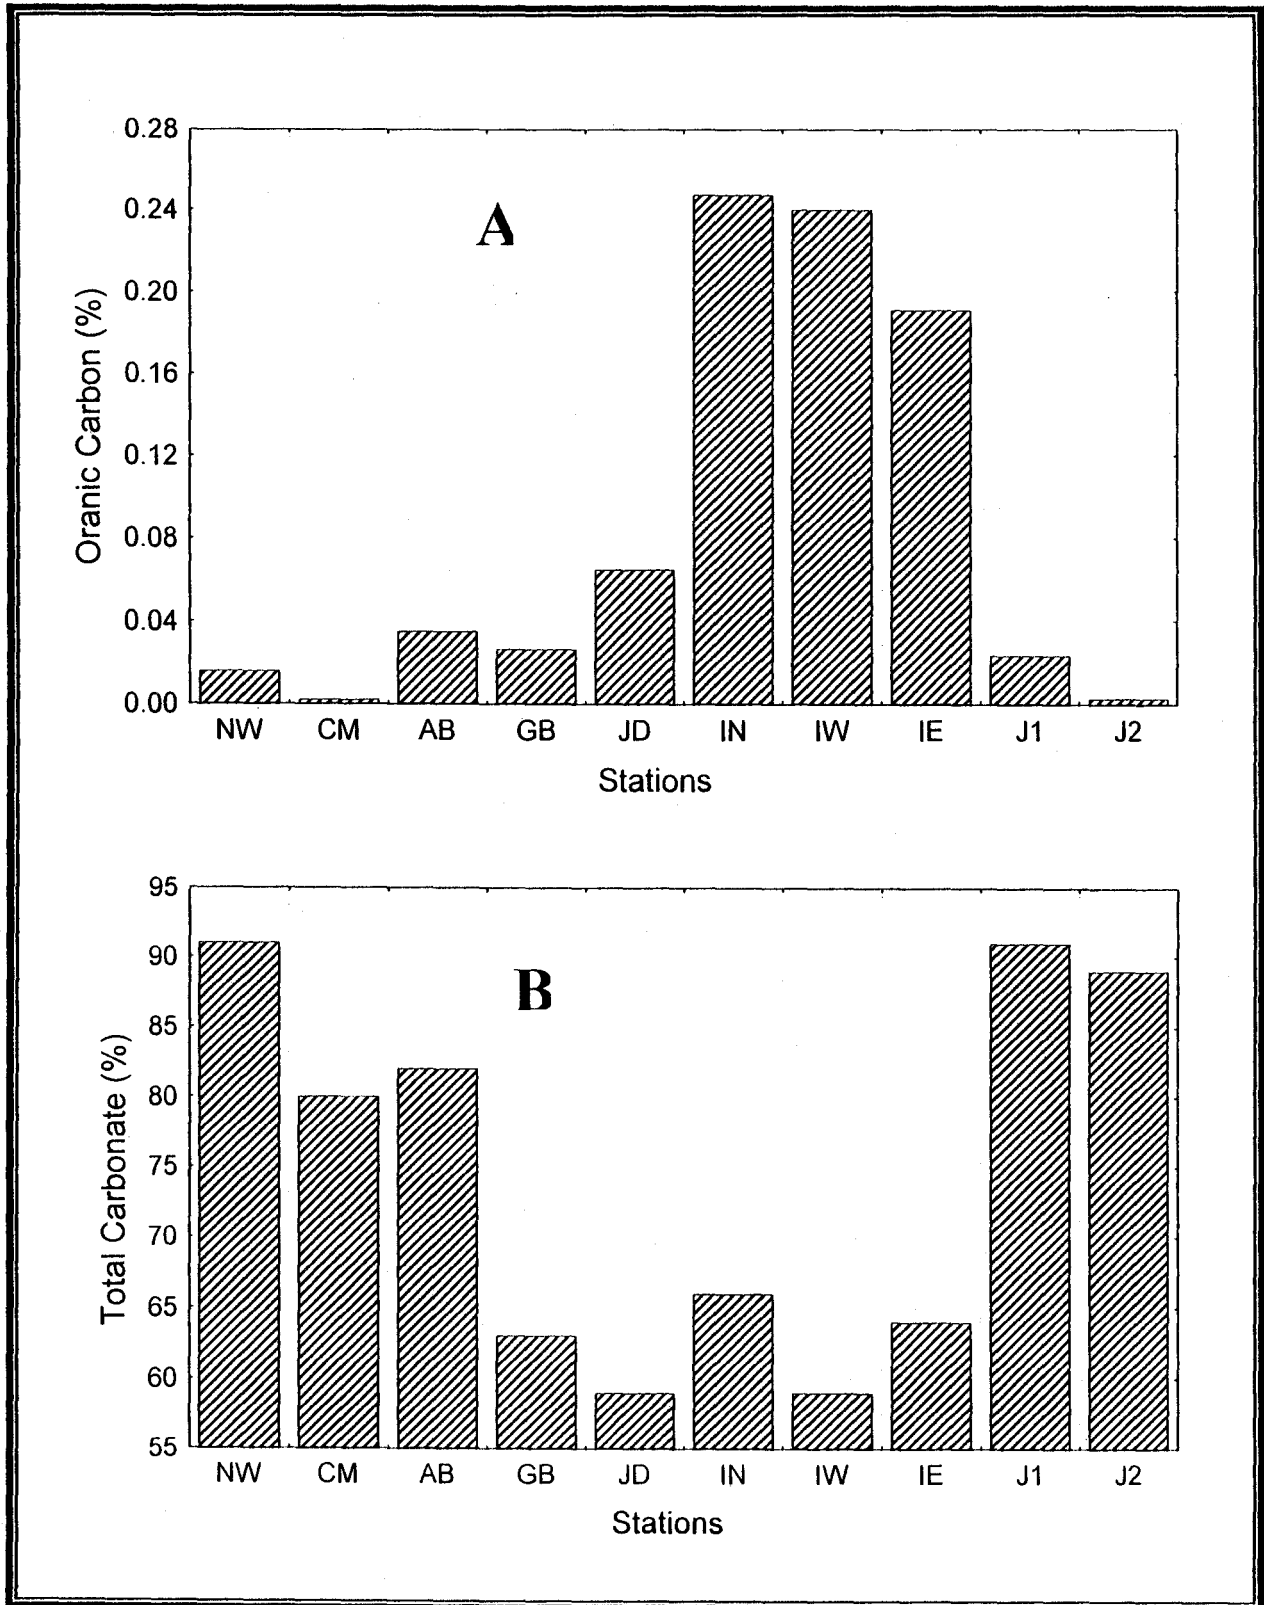 0.28
0.24
0.20
0.16
0.12
0.08
0.04
0.00
Oranic Carbon (%)
A
NW CM AB GB JD IN IW IE J1 J2
Stations
95
90
85
80
75
70
65
60
55
Total Carbonate (%)
B
NW CM AB GB JD IN IW IE J1 J2
Stations